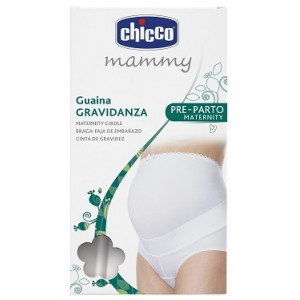 chicco
mammy
Guaina
GRAVIDANZA
MATERNITY GIRDLE
BRAGA-FAJA DE EMBARAZO
CINTA DE GRAVIDEZ
PRE-PARTO
MATERNITY